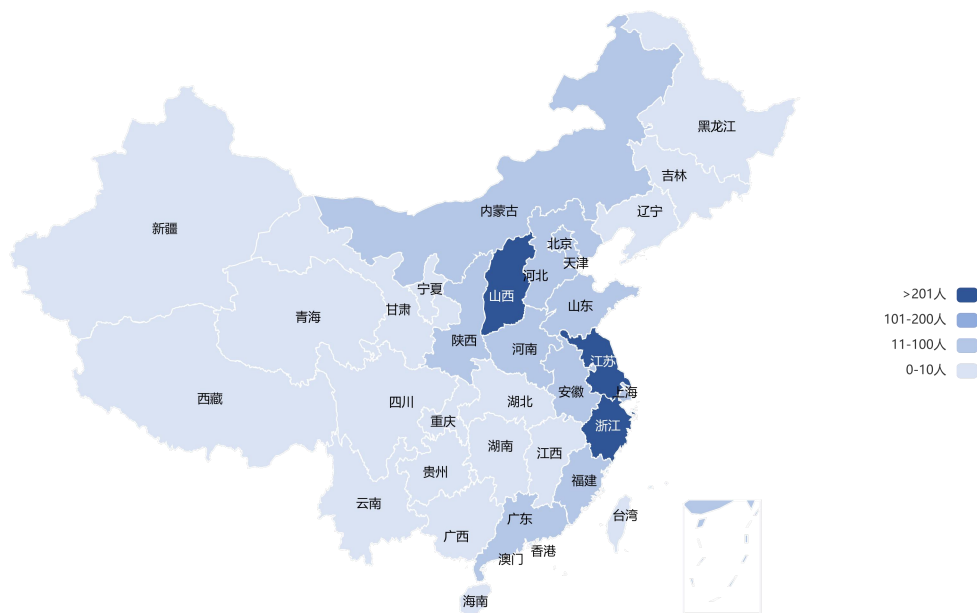 黑龙江
吉林
辽宁
内蒙古
新疆
北京
天津
河北
宁夏
山西
甘肃
山东
青海
陕西
河南
江苏
安徽
上海
西藏
四川
湖北
重庆
浙江
湖南
江西
贵州
福建
云南
广西
广东
台湾
香港
澳门
海南
>201人
101-200人
11-100人
0-10人